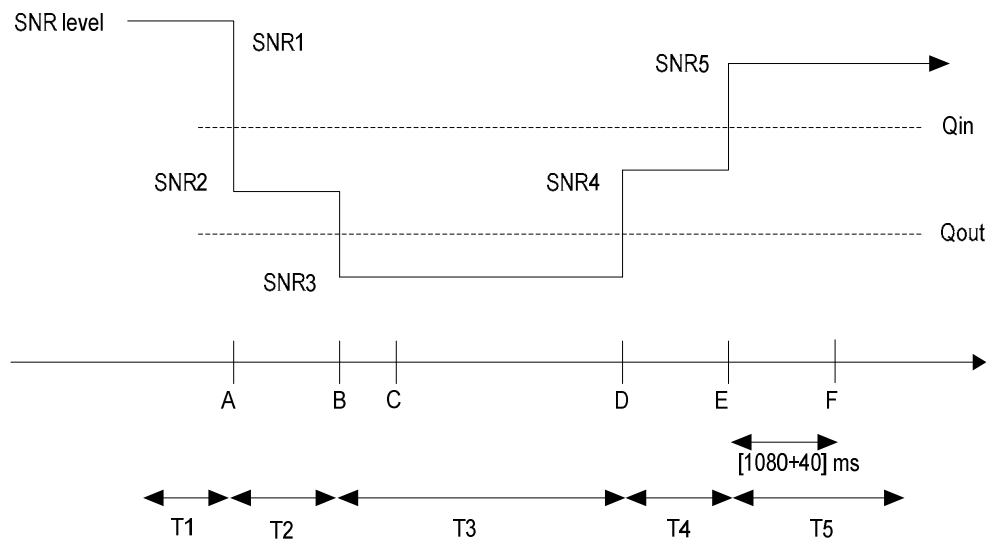 SNR level
SNR1
SNR5
Qin
SNR2
SNR4
Qout
SNR3
A B C D E F
[1080+40] ms
T1 T2 T3 T4 T5